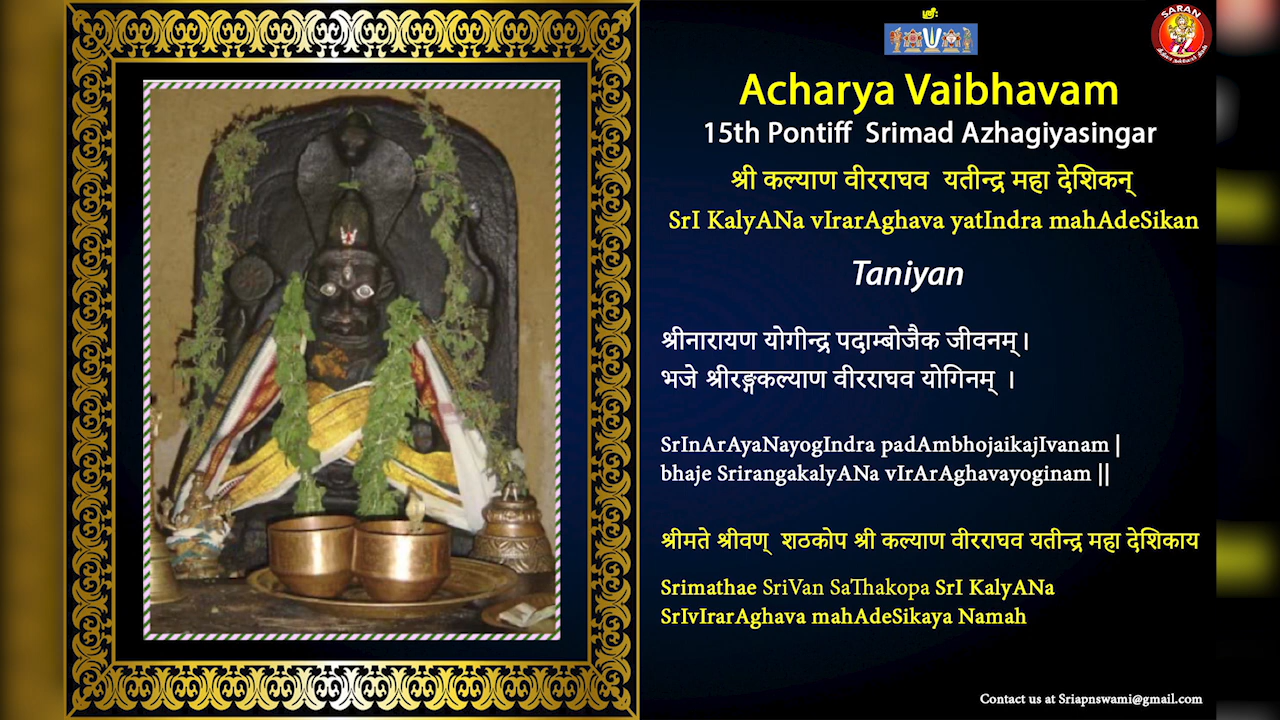 ஸ்ரீ:
SARAN
Acharya Vaibhavam
15th Pontiff Srimad Azhagiyasingar
श्री कल्याण वीरराघव यतीन्द्र महा देशिकन्
SrI KalyANa vIrarAghava yatIndra mahAdeSikan
Taniyan
श्रीनारायण योगीन्द्र पदाम्बोजैक जीवनम् ।
भजे श्रीरङ्गकल्याण वीरराघव योगिनम् ।
SrInArAyaNayogIndra padAmbhojaikajIvanam |
bhaje SrirangakalyANa vIrArAghavayoginam ||
श्रीमते श्रीवण् शठकोप श्री कल्याण वीरराघव यतीन्द्र महा देशिकाय
Srimathae SriVan SaThakopa SrI KalyANa
SrIvIrarAghava mahAdeSikaya Namah
Contact us at Sriapnswami@gmail.com